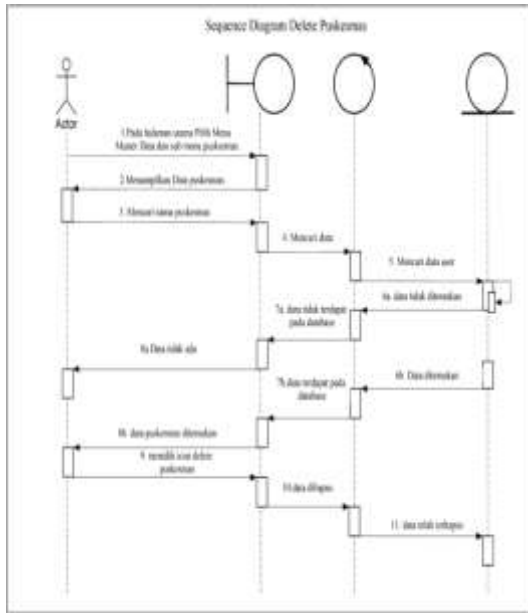 Sequence Diagram Delete Puskesmas
Actor
1.Pada halaman utama Pilih Menu
Master Data dan sub menu puskesmas
2.Menampilkan Data puskesmas
3. Mencari nama puskesmas
4. Mencari data
5. Mencari data user
6a. data tidak ditemukan
7a. data tidak terdapat
pada database
8a.Data tidak ada
6b. Data ditemukan
7b.data terdapat pada
database
8b. data puskesmas ditemukan
9. memilih icon delete
puskesmas
10.data dihapus
11. data telah terhapus